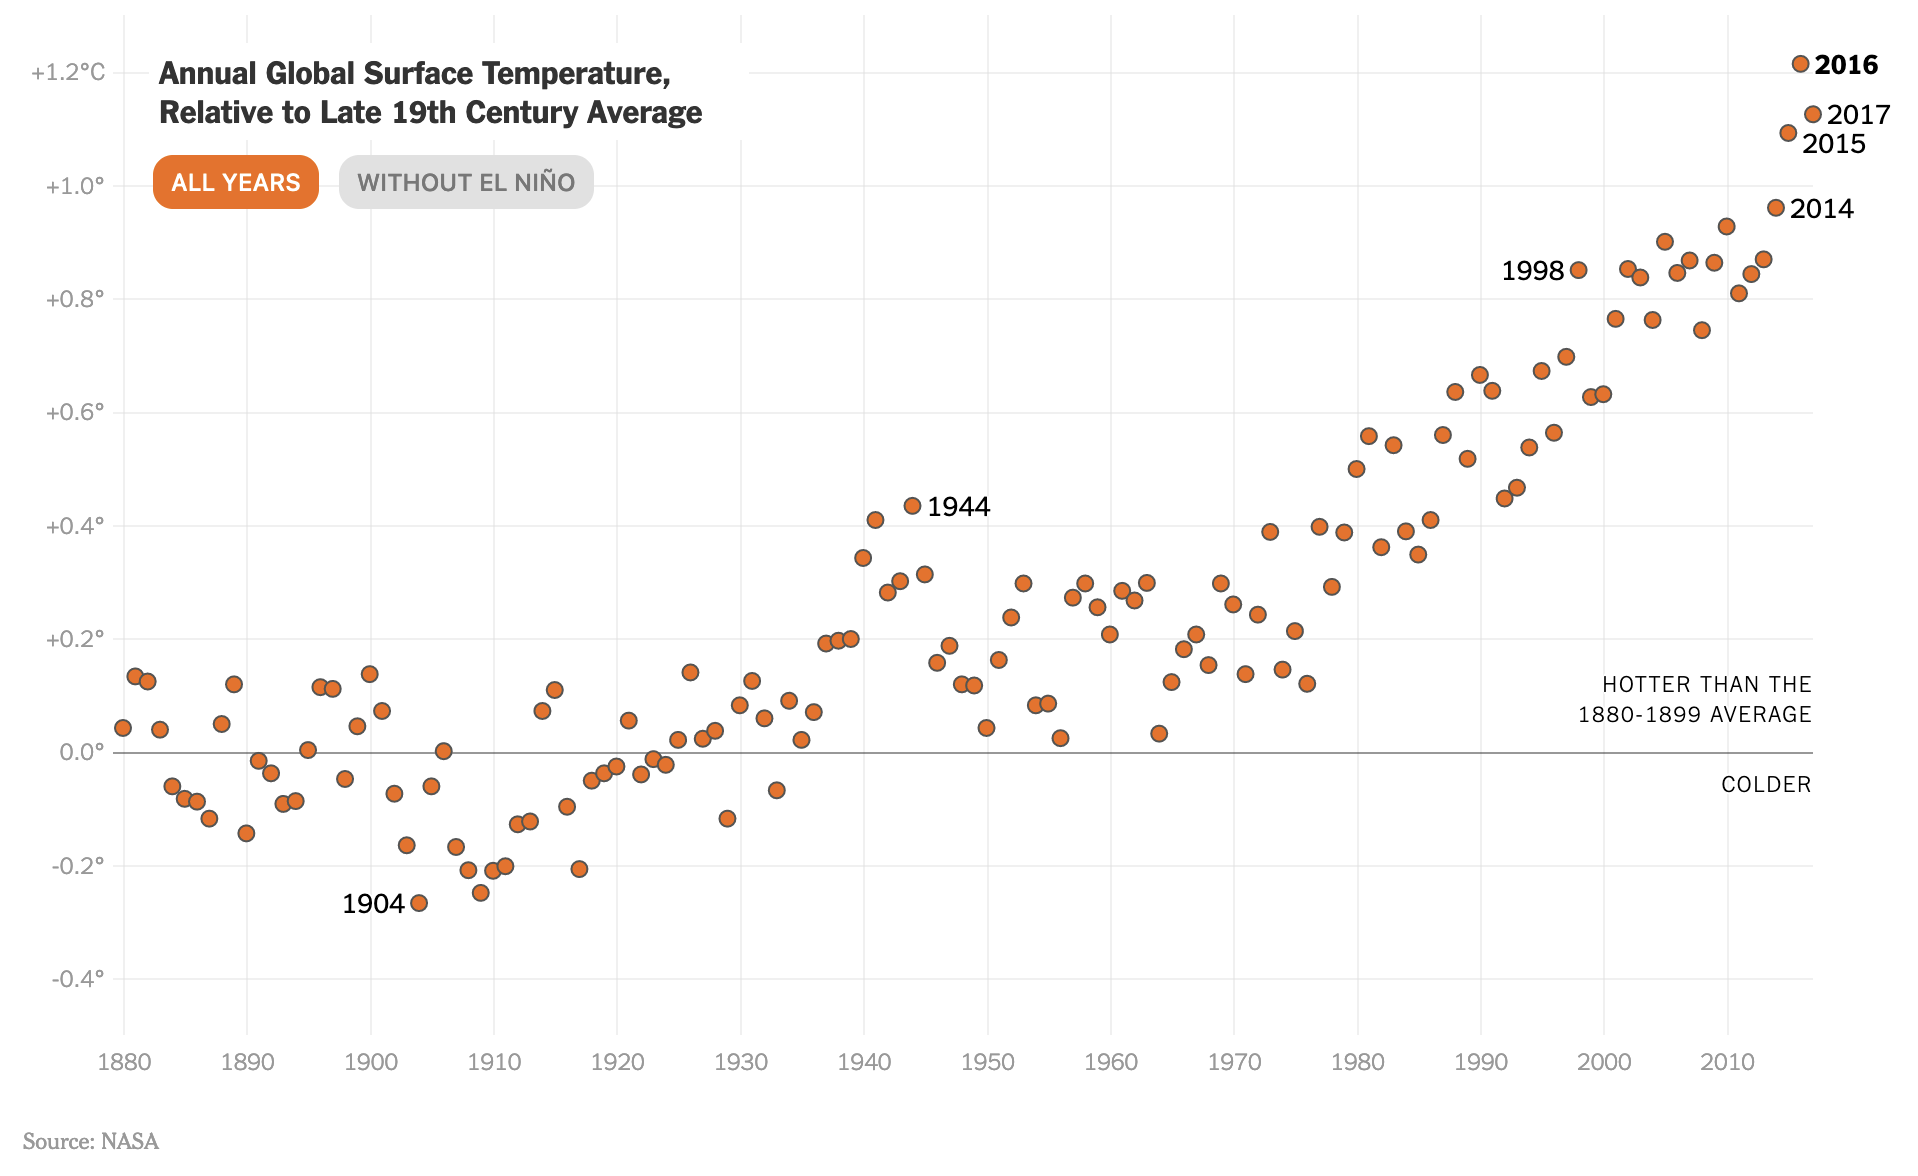 Annual Global Surface Temperature,
Relative to Late 19th Century Average
ALL YEARS
WITHOUT EL NIÑO
+1.2°C
+1.0°
+0.8°
+0.6°
+0.4°
+0.2°
0.0°
-0.2°
-0.4°
2016
2017
2015
2014
1998
1944
1904
HOTTER THAN THE
1880-1899 AVERAGE
COLDER
1880 1890 1900 1910 1920 1930 1940 1950 1960 1970 1980 1990 2000 2010
Source: NASA